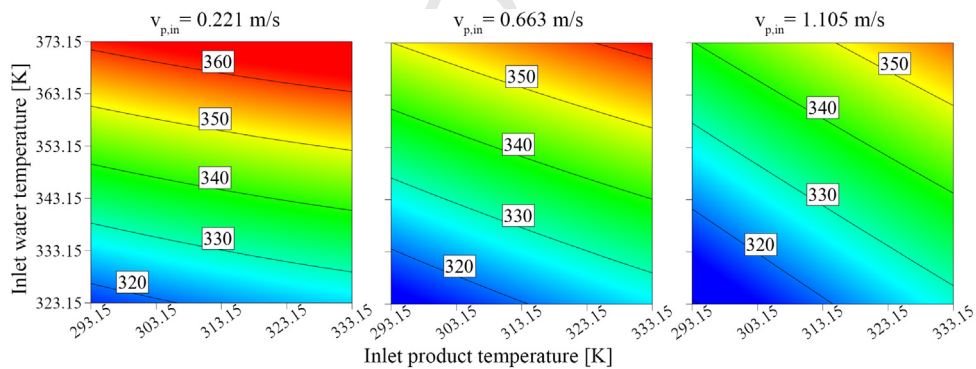 v_p,in = 0.221 m/s
v_p,in = 0.663 m/s
v_p,in = 1.105 m/s
Inlet water temperature [K]
373.15
363.15
353.15
343.15
333.15
323.15
360
350
340
330
320
350
340
330
320
350
340
330
320
293.15 303.15 313.15 323.15 333.15
293.15 303.15 313.15 323.15 333.15
293.15 303.15 313.15 323.15 333.15
Inlet product temperature [K]